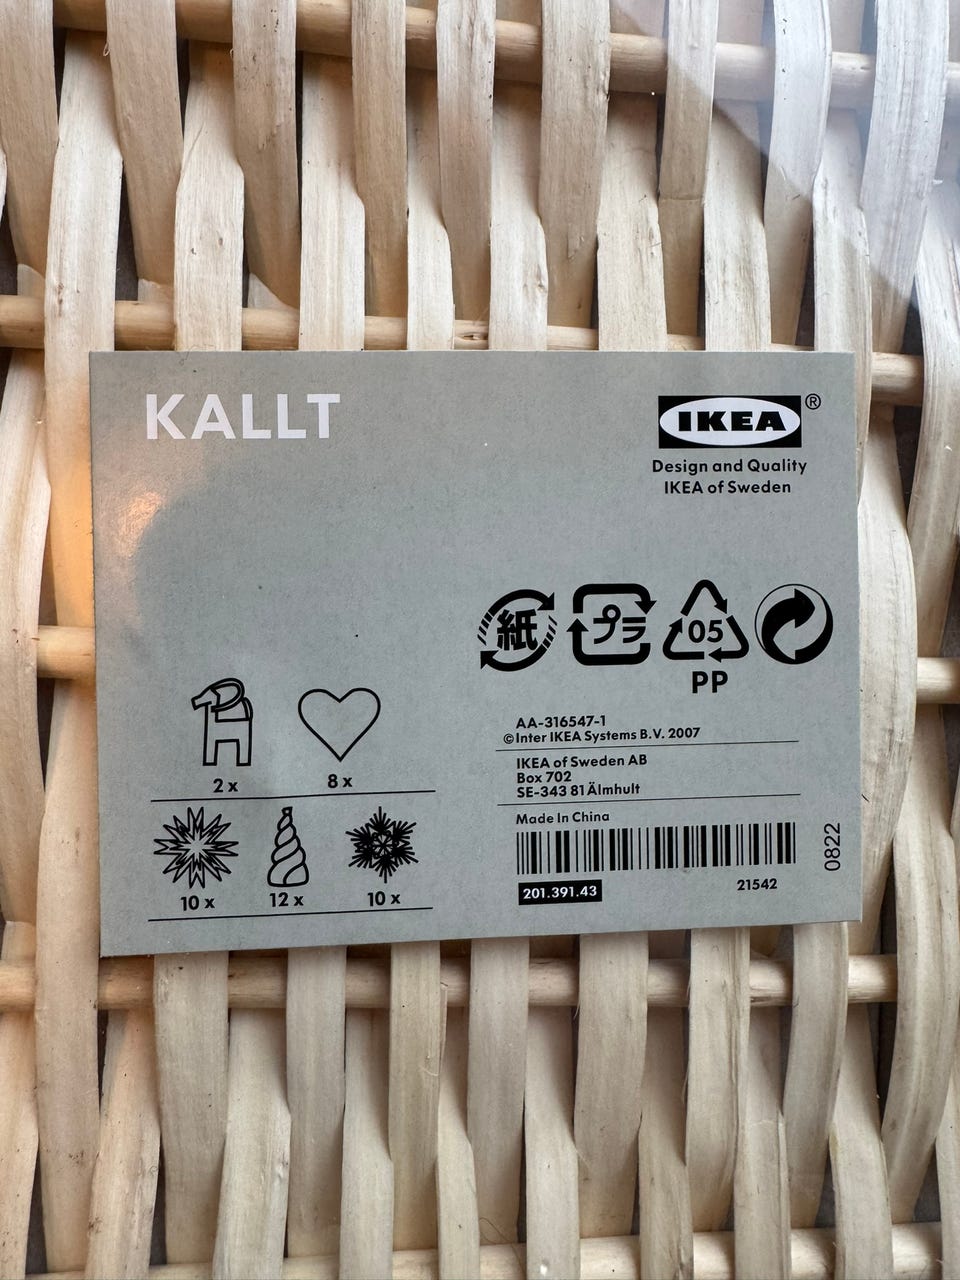 KALLT
IKEA®
Design and Quality
IKEA of Sweden
紙
プラ
05
PP
2 x
8 x
10 x
12 x
10 x
AA-316547-1
©Inter IKEA Systems B.V. 2007
IKEA of Sweden AB
Box 702
SE-343 81 Älmhult
Made In China
201.391.43
21542
0822